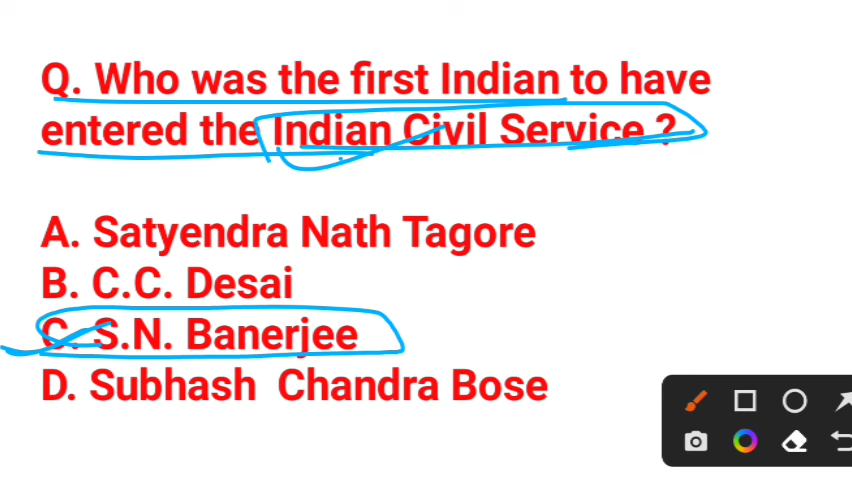 Q. Who was the first Indian to have
entered the Indian Civil Service ?
A. Satyendra Nath Tagore
B. C.C. Desai
C. S.N. Banerjee
D. Subhash Chandra Bose